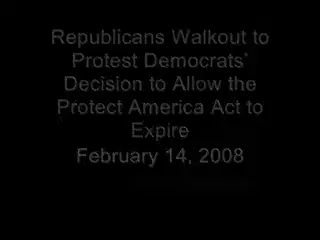 Republicans Walkout to
Protest Democrats'
Decision to Allow the
Protect America Act to
Expire
February 14, 2008